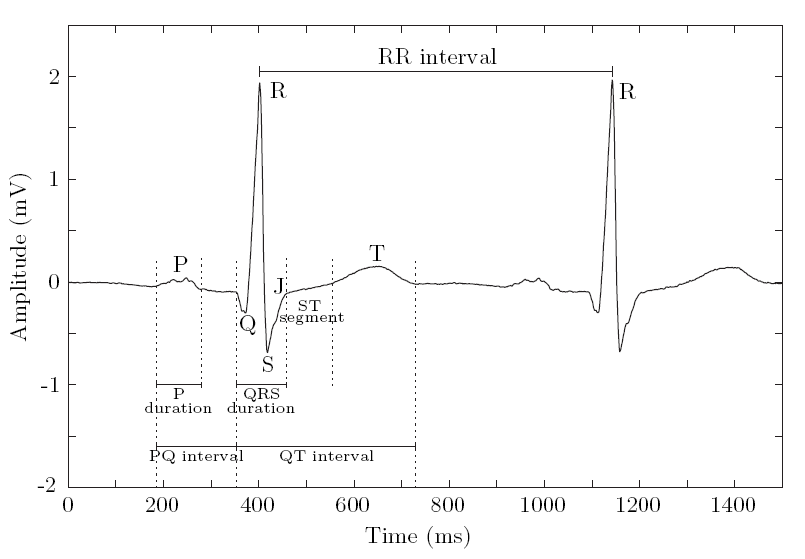 RR interval
R
R
2
1
0
-1
-2
Amplitude (mV)
P
Q
S
J
T
ST
segment
P
duration
QRS
duration
PQ interval
QT interval
0
200
400
600
800
1000
1200
1400
Time (ms)